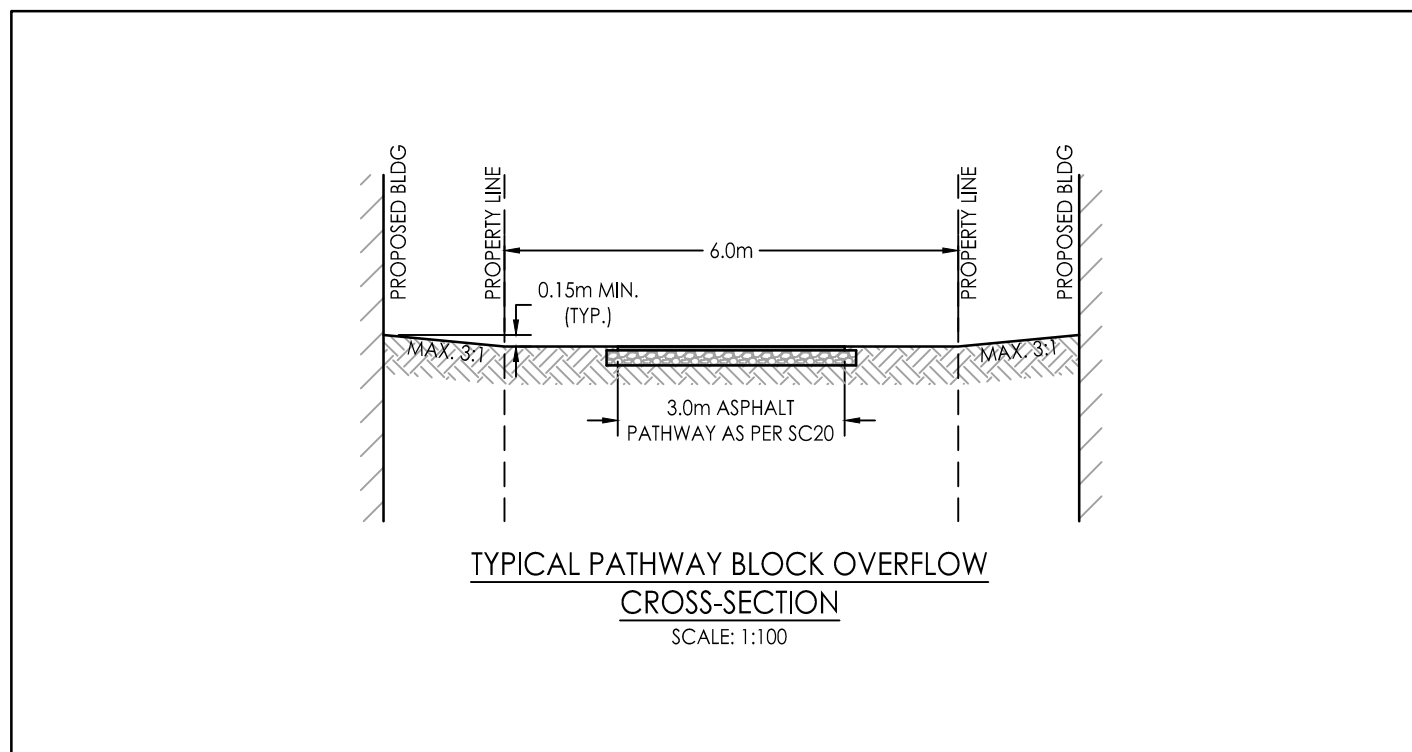 PROPOSED BLDG
PROPERTY LINE
PROPERTY LINE
PROPOSED BLDG
6.0m
0.15m MIN.
(TYP.)
MAX. 3:1
MAX. 3:1
3.0m ASPHALT
PATHWAY AS PER SC20
TYPICAL PATHWAY BLOCK OVERFLOW
CROSS-SECTION
SCALE: 1:100